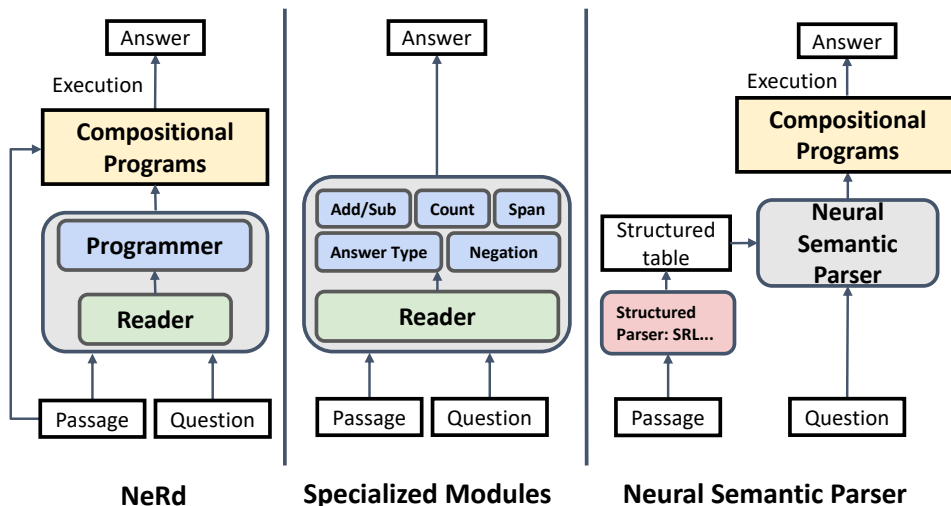 Answer
Execution
Compositional
Programs
Programmer
Reader
Passage
Question
NeRd
Answer
Add/Sub
Count
Span
Answer Type
Negation
Reader
Passage
Question
Specialized Modules
Answer
Execution
Compositional
Programs
Structured
table
Neural
Semantic
Parser
Structured
Parser: SRL...
Passage
Question
Neural Semantic Parser